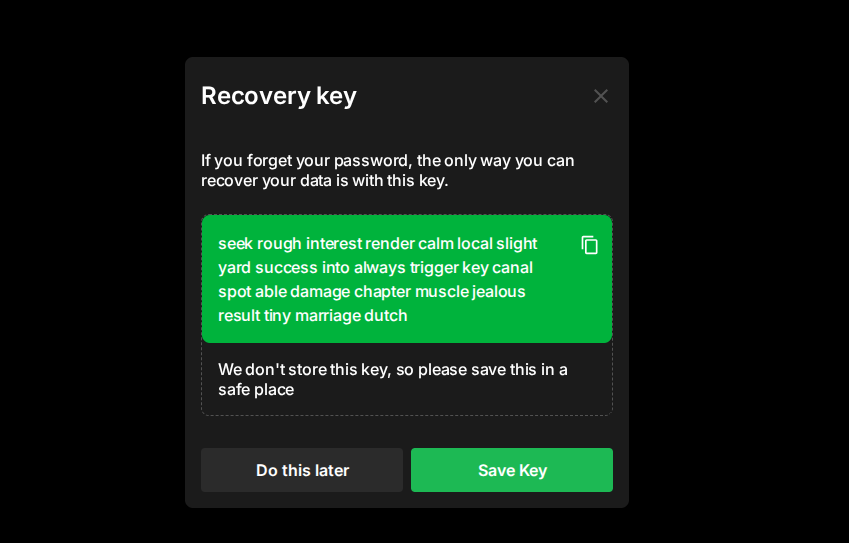 Recovery key
If you forget your password, the only way you can
recover your data is with this key.
seek rough interest render calm local slight
yard success into always trigger key canal
spot able damage chapter muscle jealous
result tiny marriage dutch
We don't store this key, so please save this in a
safe place
Do this later
Save Key